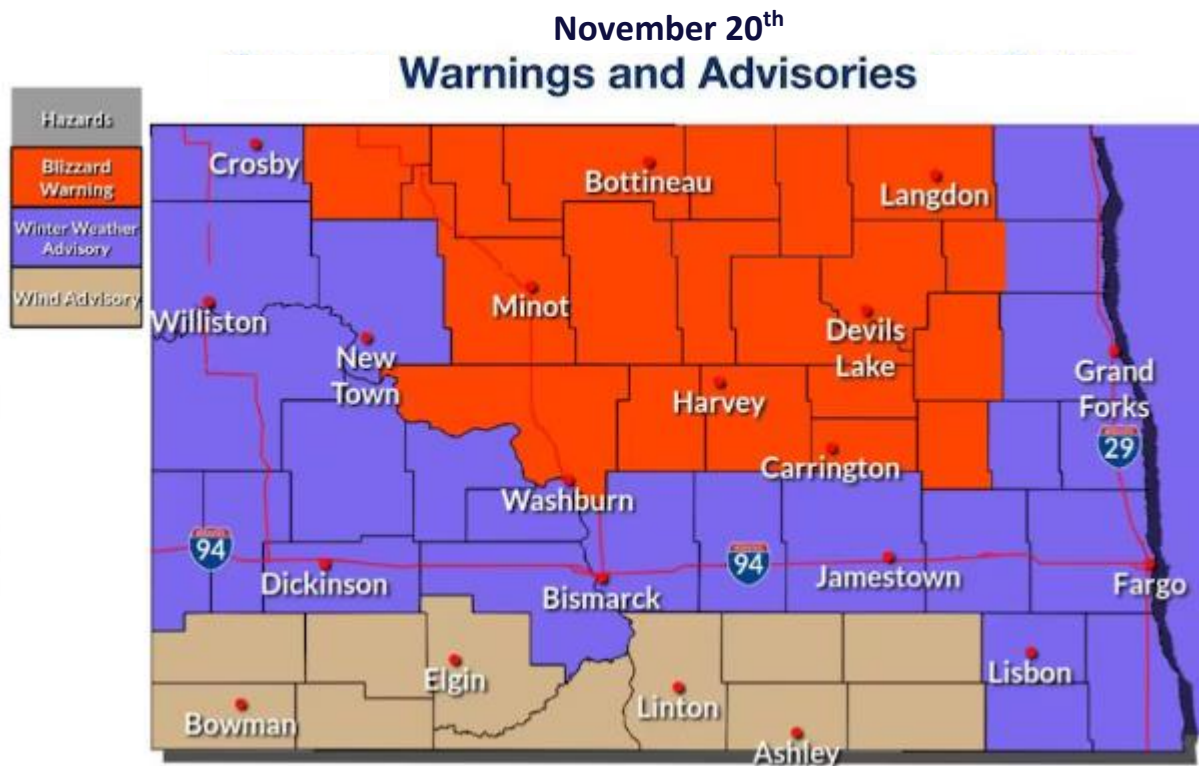 November 20th
Warnings and Advisories
Hazards
Blizzard
Warning
Winter Weather
Advisory
Wind Advisory
Crosby
Bottineau
Langdon
Williston
Minot
New
Town
Devils
Lake
Grand
Forks
Harvey
29
Carrington
Washburn
94
Dickinson
Bismarck
94
Jamestown
Fargo
Elgin
Lisbon
Bowman
Linton
Ashley